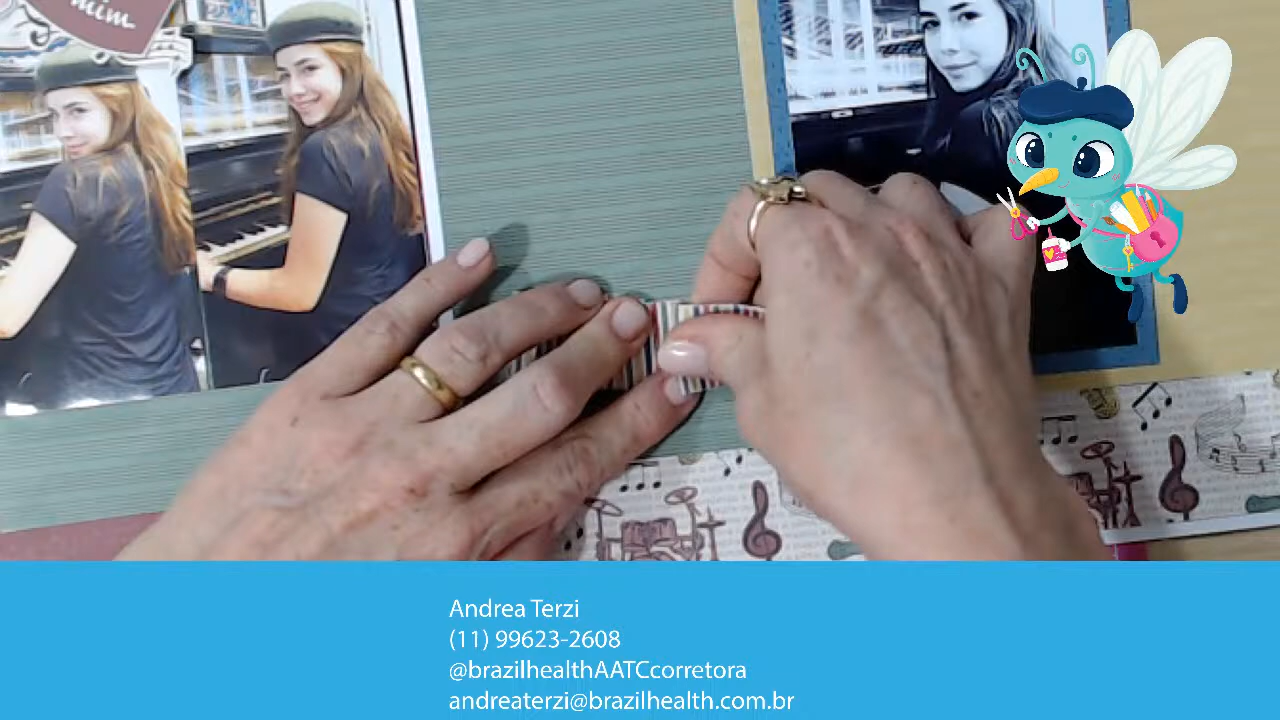 mim
Andrea Terzi
(11) 99623-2608
@brazilhealthAATCcorretora
andreaterzi@brazilhealth.com.br